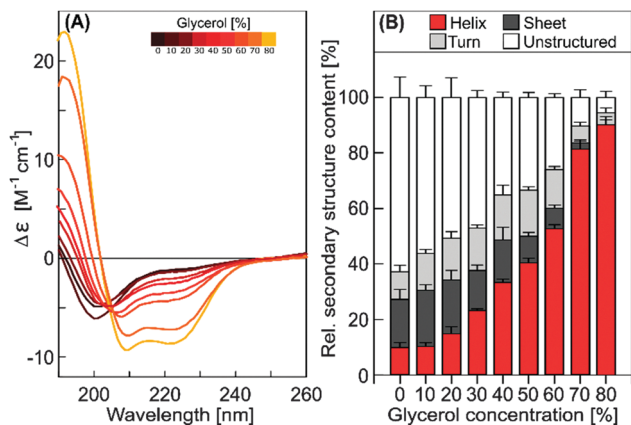 (A)
Glycerol [%]
0 5 10 20 30 40 50 60 70 80
20
10
0
-10
Δε [M⁻¹ cm⁻¹]
200 220 240 260
Wavelength [nm]
(B)
Helix Sheet
Turn Unstructured
100
80
60
40
20
0
Rel. secondary structure content [%]
0 10 20 30 40 50 60 70 80
Glycerol concentration [%]